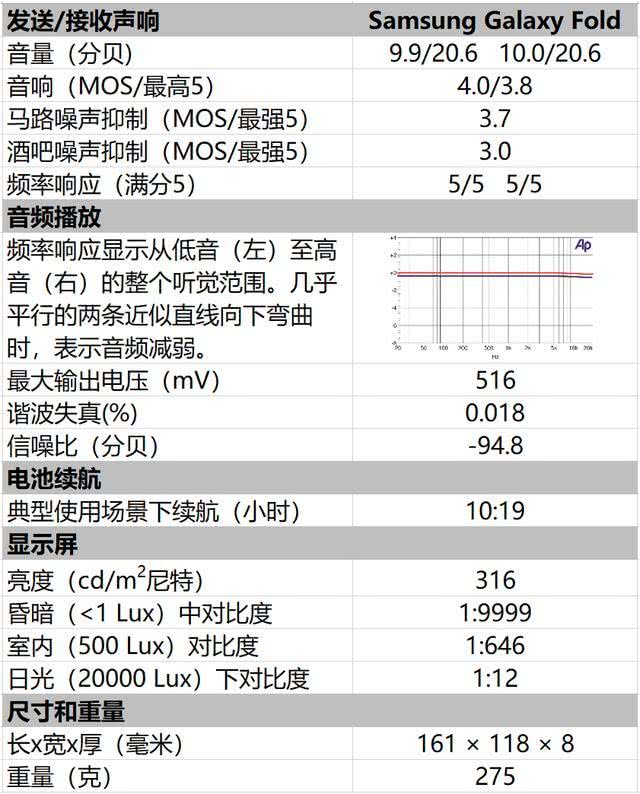 发送/接收声响 Samsung Galaxy Fold
音量（分贝） 9.9/20.6 10.0/20.6
音响（MOS/最高5） 4.0/3.8
马路噪声抑制（MOS/最强5） 3.7
酒吧噪声抑制（MOS/最强5） 3.0
频率响应（满分5） 5/5 5/5
音频播放
频率响应显示从低音（左）至高
音（右）的整个听觉范围。几乎
平行的两条近似直线向下弯曲
时，表示音频减弱。
Ap
+4
+2
+0
-2
-4
-6
-8
20 50 100 200 500 1k 2k 5k 10k 20k
Hz
最大输出电压（mV） 516
谐波失真(%) 0.018
信噪比（分贝） -94.8
电池续航
典型使用场景下续航（小时） 10:19
显示屏
亮度（cd/m²尼特） 316
昏暗（<1 Lux）中对比度 1:9999
室内（500 Lux）对比度 1:646
日光（20000 Lux）下对比度 1:12
尺寸和重量
长x宽x厚（毫米） 161 × 118 × 8
重量（克） 275